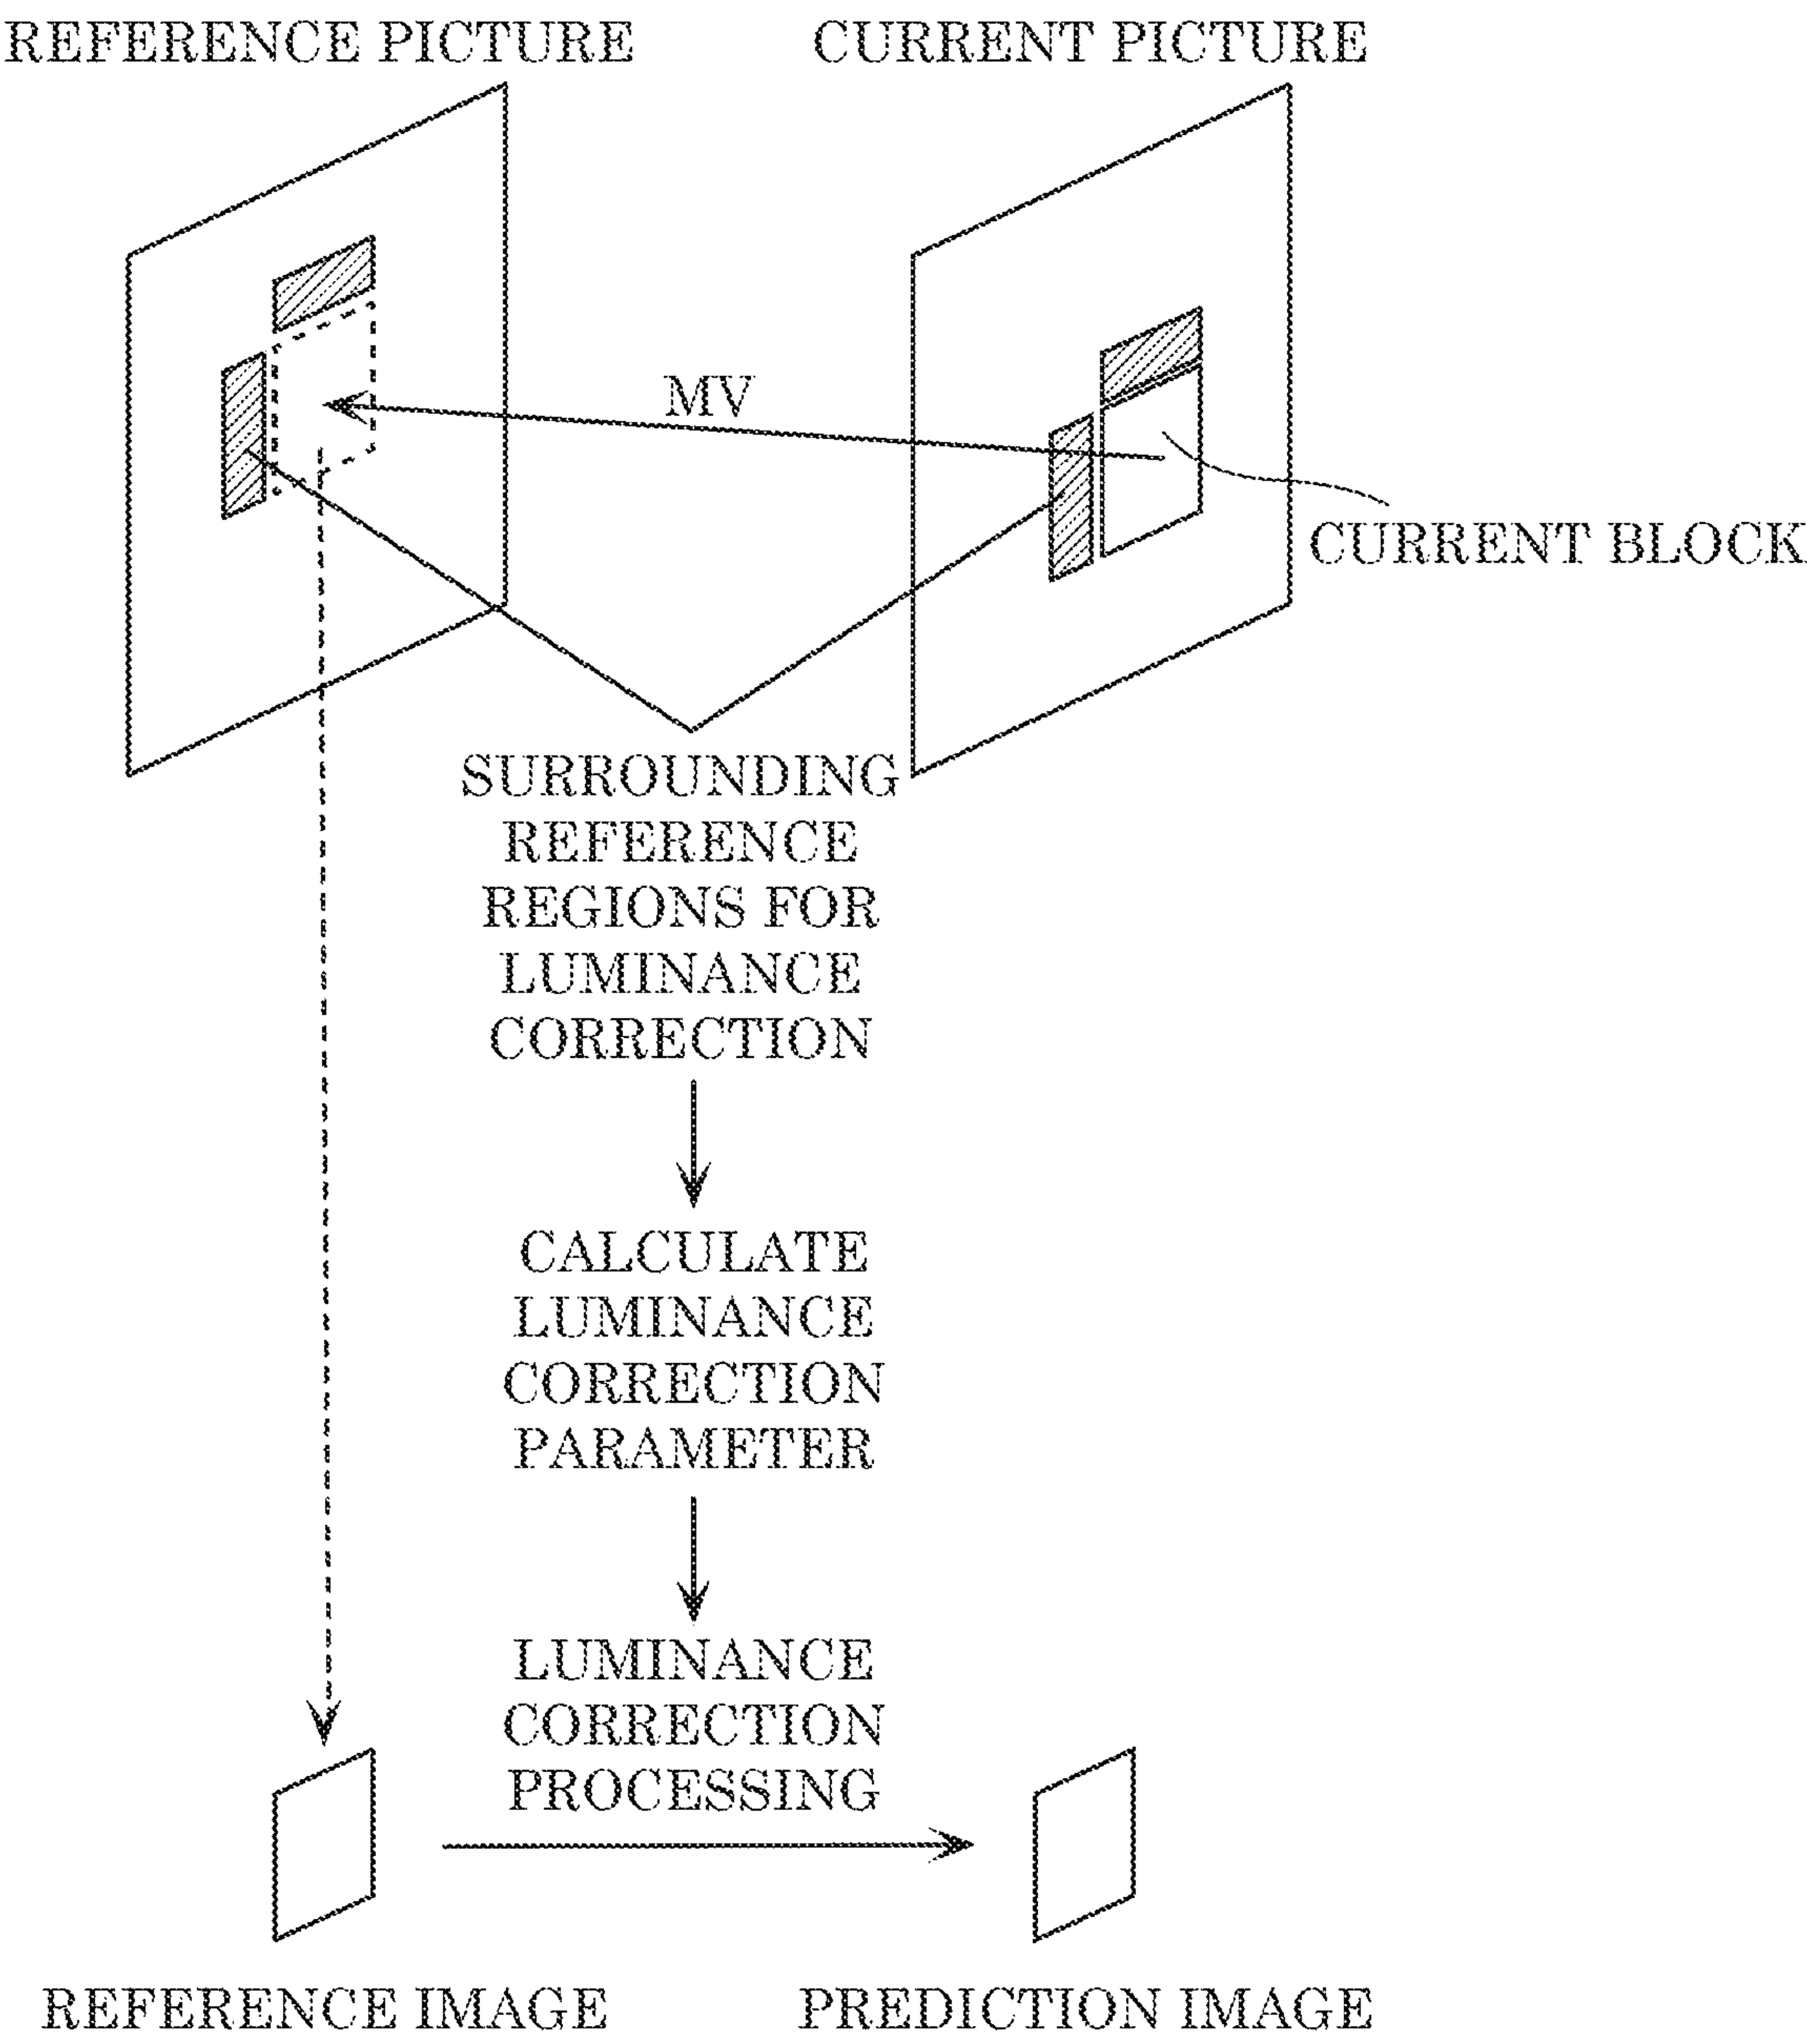 REFERENCE PICTURE
CURRENT PICTURE
MV
CURRENT BLOCK
SURROUNDING
REFERENCE
REGIONS FOR
LUMINANCE
CORRECTION
CALCULATE
LUMINANCE
CORRECTION
PARAMETER
LUMINANCE
CORRECTION
PROCESSING
REFERENCE IMAGE
PREDICTION IMAGE